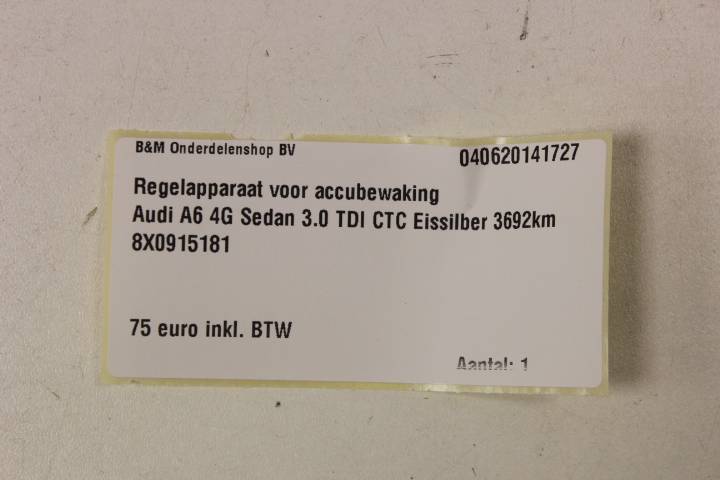 B&M Onderdelenshop BV
040620141727
Regelapparaat voor accubewaking
Audi A6 4G Sedan 3.0 TDI CTC Eissilber 3692km
8X0915181
75 euro inkl. BTW
Aantal: 1